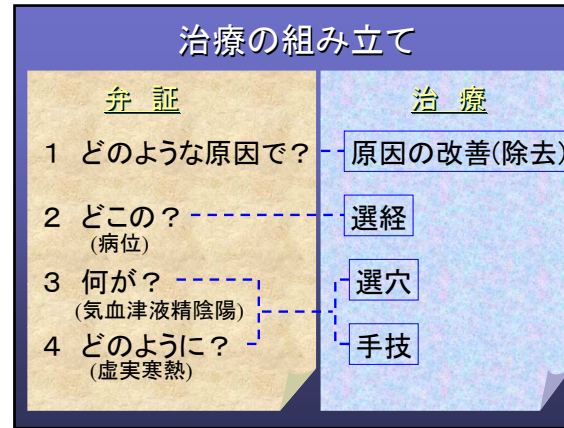 治療の組み立て
弁 証
治 療
1 どのような原因で？
原因の改善(除去)
2 どこの？
(病位)
選経
3 何が？
(気血津液精陰陽)
選穴
4 どのように？
(虚実寒熱)
手技